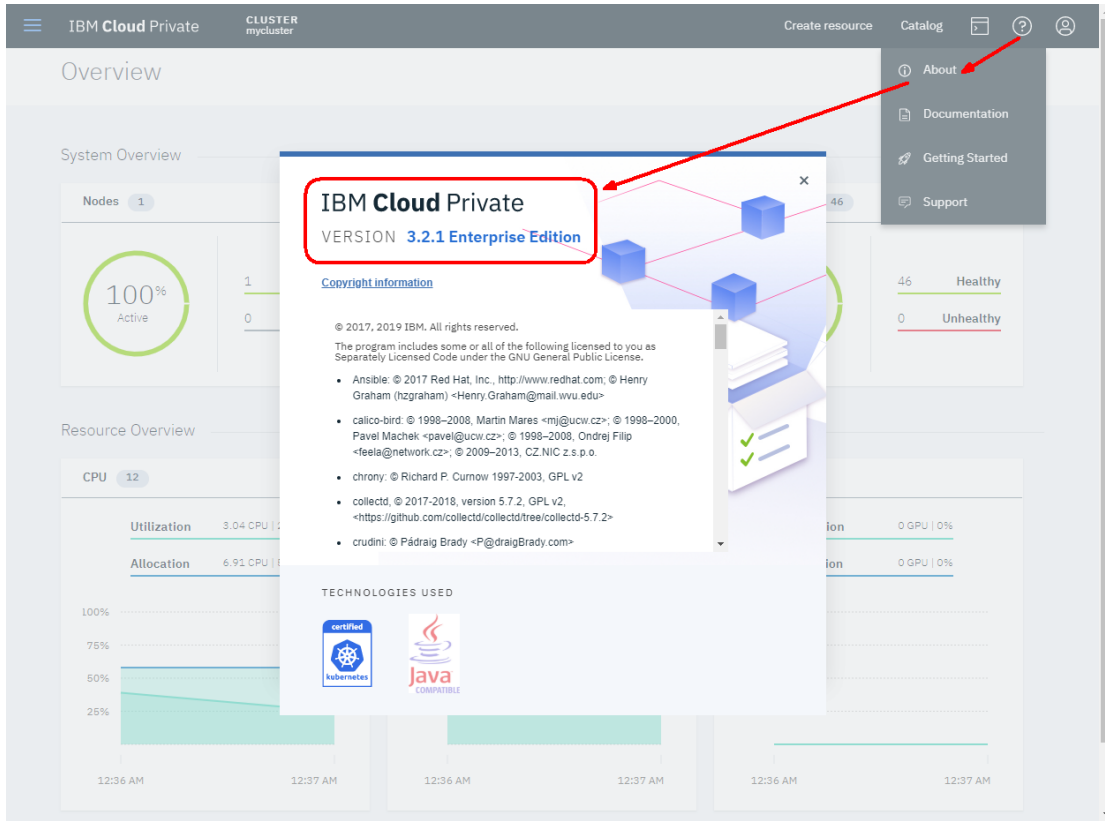 IBM Cloud Private
CLUSTER
mycluster
Create resource
Catalog
About
Documentation
Getting Started
Support
Overview
System Overview
Nodes 1
100%
Active
1
0
46
46 Healthy
0 Unhealthy
IBM Cloud Private
VERSION 3.2.1 Enterprise Edition
Copyright information
© 2017, 2019 IBM. All rights reserved.
The program includes some or all of the following licensed to you as
Separately Licensed Code under the GNU General Public License.
• Ansible: © 2017 Red Hat, Inc., http://www.redhat.com; © Henry
Graham (hzgraham) <Henry.Graham@mail.wvu.edu>
• calico-bird: © 1998–2008, Martin Mares <mj@ucw.cz>; © 1998–2000,
Pavel Machek <pavel@ucw.cz>; © 1998–2008, Ondrej Filip
<feela@network.cz>; © 2009–2013, CZ.NIC z.s.p.o.
• chrony: © Richard P. Curnow 1997-2003, GPL v2
• collectd, © 2017-2018, version 5.7.2, GPL v2,
<https://github.com/collectd/collectd/tree/collectd-5.7.2>
• crudini: © Pádraig Brady <P@draigBrady.com>
TECHNOLOGIES USED
certified
kubernetes
Java
COMPATIBLE
Resource Overview
CPU 12
Utilization 3.04 CPU |
Allocation 6.91 CPU |
0 GPU | 0%
0 GPU | 0%
100%
75%
50%
25%
12:36 AM 12:37 AM
12:36 AM 12:37 AM
12:36 AM 12:37 AM